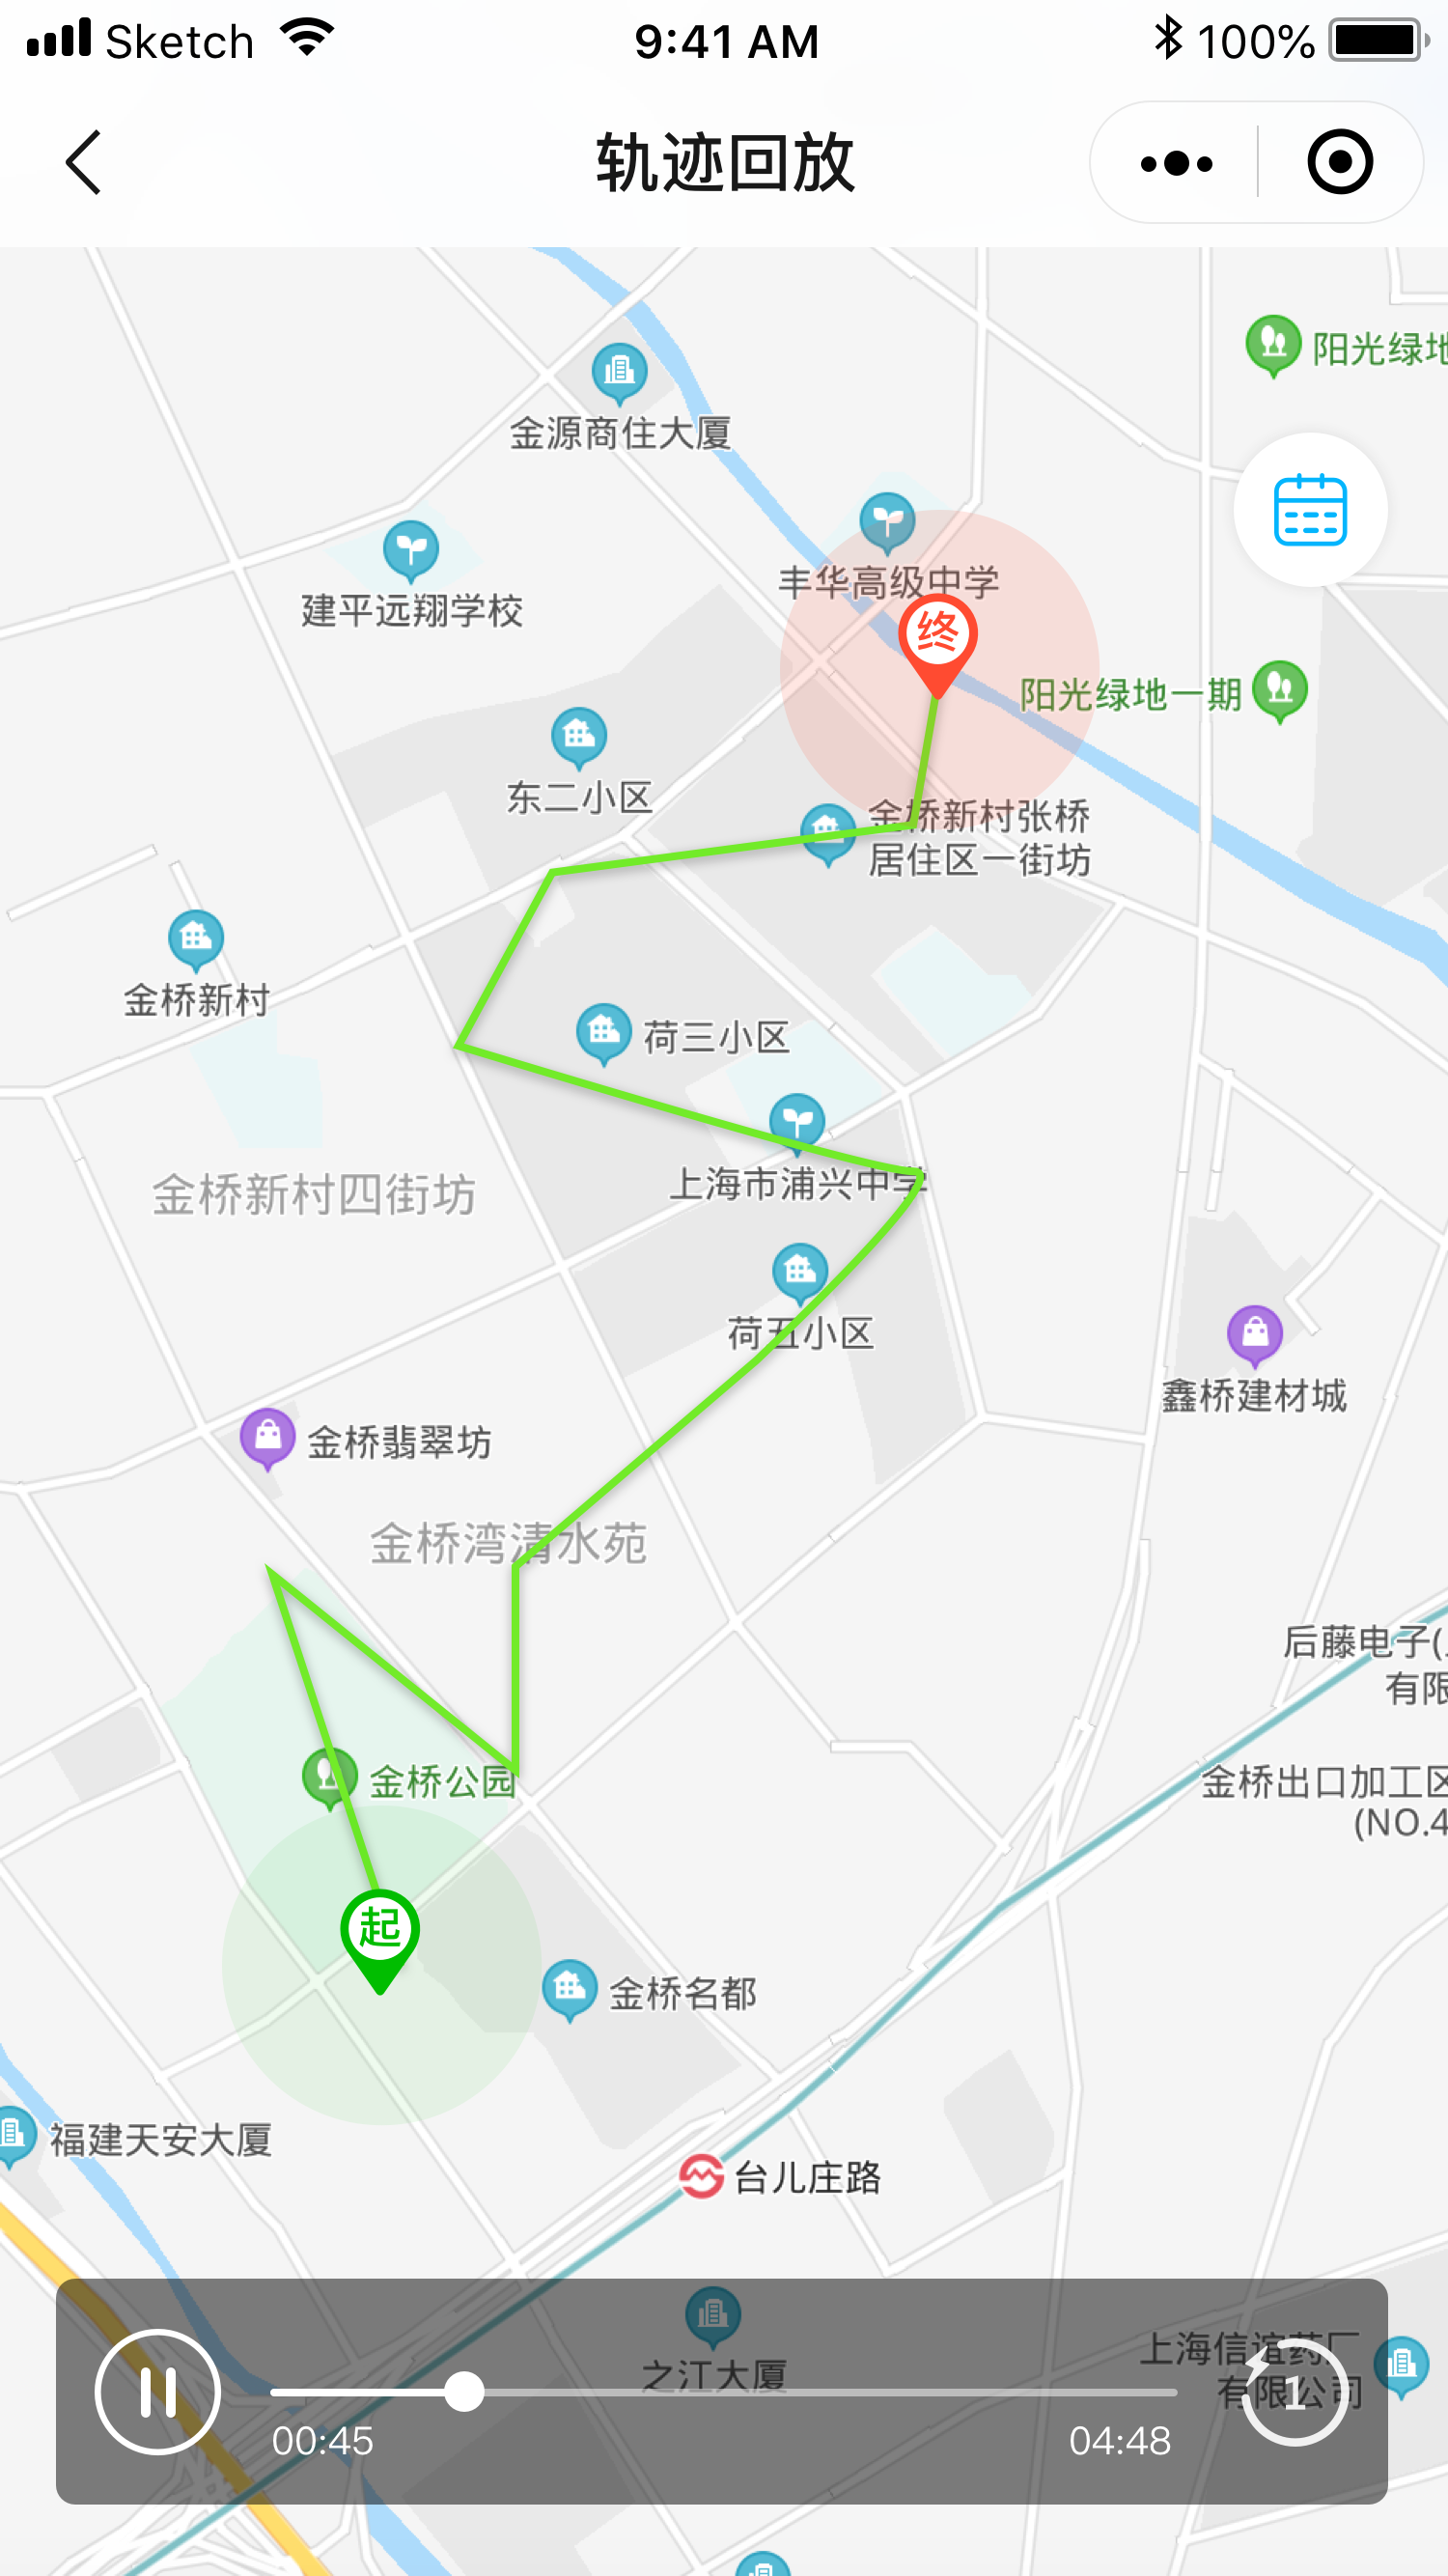 Sketch
9:41 AM
100%
轨迹回放
阳光绿地
金源商住大厦
丰华高级中学
建平远翔学校
终
阳光绿地一期
东二小区
金桥新村张桥
居住区一街坊
金桥新村
荷三小区
上海市浦兴中学
金桥新村四街坊
荷五小区
鑫桥建材城
金桥翡翠坊
金桥湾清水苑
后藤电子(
有限
金桥公园
金桥出口加工区
(NO.4
起
金桥名都
福建天安大厦
台儿庄路
之江大厦
上海信谊药厂
有限公司
1
00:45
04:48